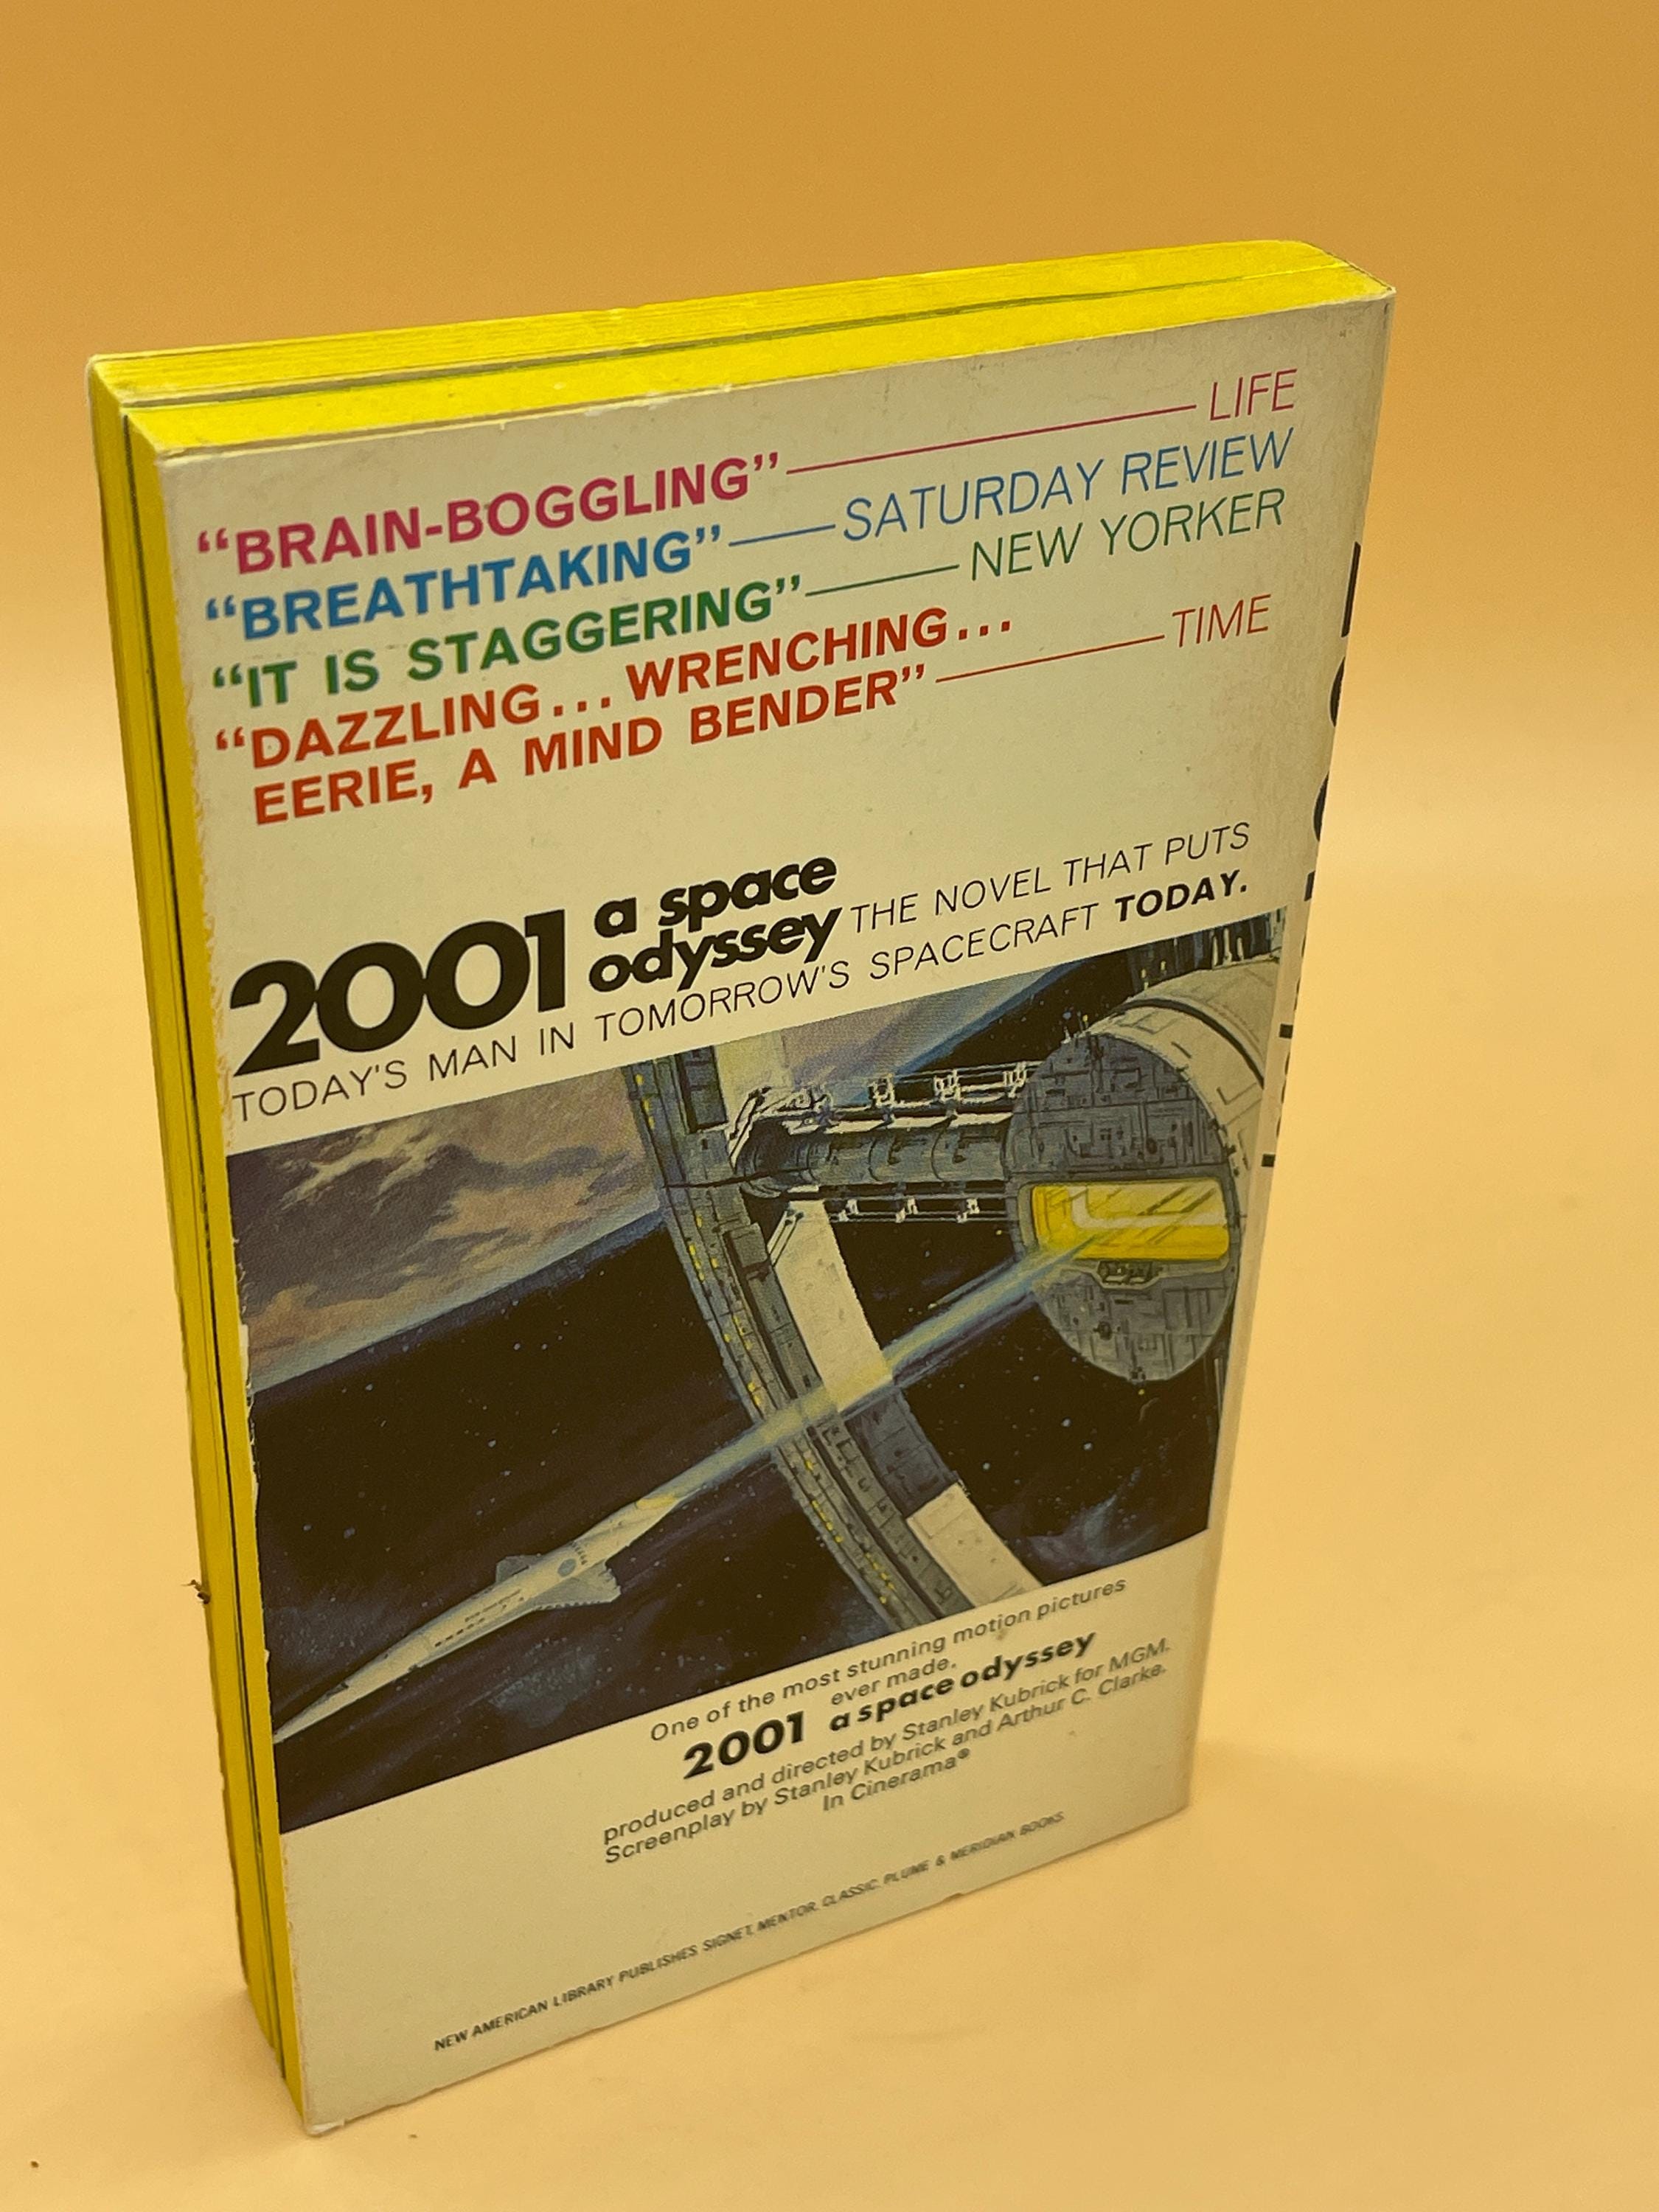 “BRAIN-BOGGLING” LIFE
“BREATHTAKING” SATURDAY REVIEW
“IT IS STAGGERING” NEW YORKER
“DAZZLING... WRENCHING...
EERIE, A MIND BENDER” TIME
2001 a space odyssey THE NOVEL THAT PUTS
TODAY'S MAN IN TOMORROW'S SPACECRAFT TODAY.
One of the most stunning motion pictures
ever made.
2001 a space odyssey
produced and directed by Stanley Kubrick for MGM.
Screenplay by Stanley Kubrick and Arthur C. Clarke.
In Cinerama®
NEW AMERICAN LIBRARY PUBLISHES SIGNET, MENTOR, CLASSIC, PLUME & MERIDIAN BOOKS